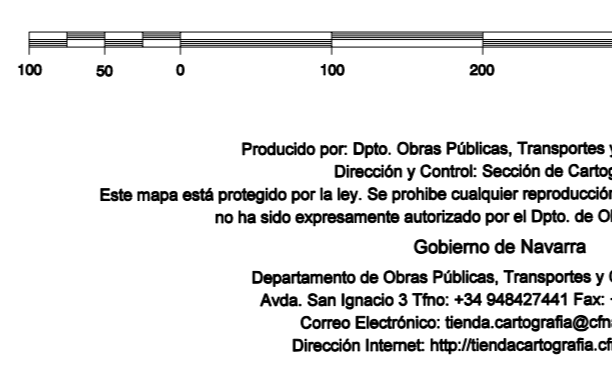 100 50 0 100 200
Producido por: Dpto. Obras Públicas, Transportes y
Dirección y Control: Sección de Cartog
Este mapa está protegido por la ley. Se prohibe cualquier reproducción
no ha sido expresamente autorizado por el Dpto. de Ob
Gobierno de Navarra
Departamento de Obras Públicas, Transportes y C
Avda. San Ignacio 3 Tfno: +34 948427441 Fax: +
Correo Electrónico: tienda.cartografia@cfna
Dirección Internet: http://tiendacartografia.cfn